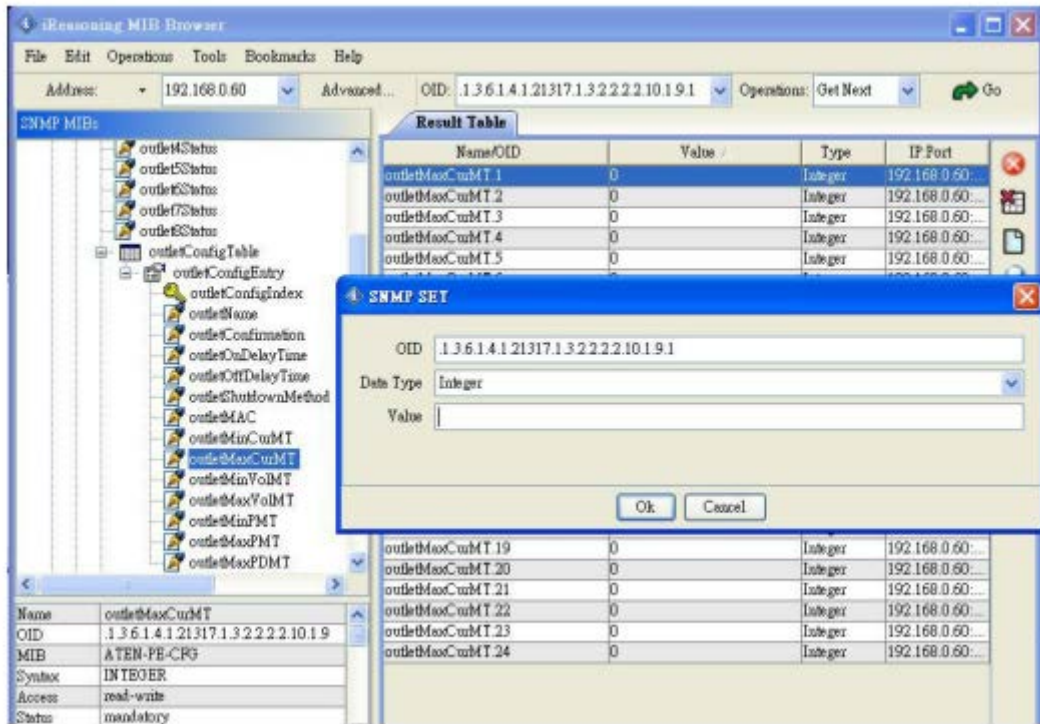 iReasoning MIB Browser
File Edit Operations Tools Bookmarks Help
Address: 192.168.0.60 Advanced... OID: .1.3.6.1.4.1.21317.1.3.2.2.2.2.10.1.9.1 Operations: Get Next Go
SNMP MIBs
outlet4Status
outlet5Status
outlet6Status
outlet7Status
outlet8Status
outletConfigTable
outletConfigEntry
outletConfigIndex
outletName
outletConfirmation
outletOnDelayTime
outletOffDelayTime
outletShutdownMethod
outletMAC
outletMinCurMT
outletMaxCurMT
outletMinVolMT
outletMaxVolMT
outletMinPMT
outletMaxPMT
outletMaxPDMT
Name outletMaxCurMT
OID .1.3.6.1.4.1.21317.1.3.2.2.2.2.10.1.9
MIB ATEN-PE-CFG
Syntax INTEGER
Access read-write
Status mandatory
Result Table
Name/OID Value Type IP:Port
outletMaxCurMT.1 0 Integer 192.168.0.60:...
outletMaxCurMT.2 0 Integer 192.168.0.60:...
outletMaxCurMT.3 0 Integer 192.168.0.60:...
outletMaxCurMT.4 0 Integer 192.168.0.60:...
outletMaxCurMT.5 0 Integer 192.168.0.60:...
SNMP SET
OID .1.3.6.1.4.1.21317.1.3.2.2.2.2.10.1.9.1
Data Type Integer
Value
Ok Cancel
outletMaxCurMT.19 0 Integer 192.168.0.60:...
outletMaxCurMT.20 0 Integer 192.168.0.60:...
outletMaxCurMT.21 0 Integer 192.168.0.60:...
outletMaxCurMT.22 0 Integer 192.168.0.60:...
outletMaxCurMT.23 0 Integer 192.168.0.60:...
outletMaxCurMT.24 0 Integer 192.168.0.60:...